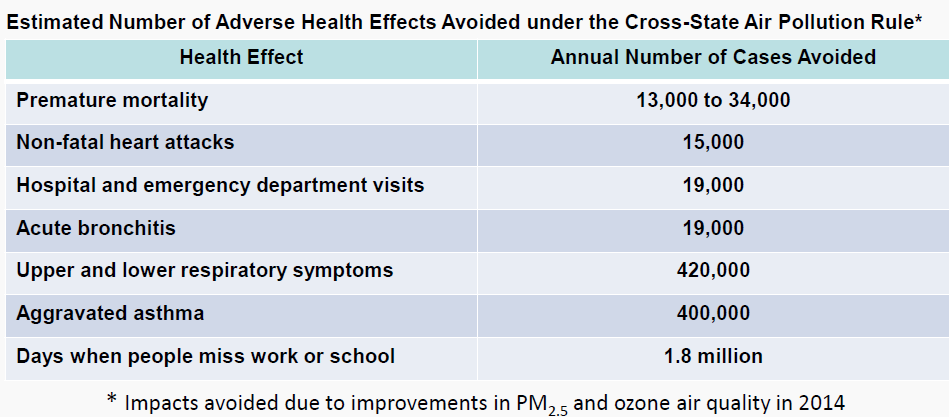 Estimated Number of Adverse Health Effects Avoided under the Cross-State Air Pollution Rule*
Health Effect Annual Number of Cases Avoided
Premature mortality 13,000 to 34,000
Non-fatal heart attacks 15,000
Hospital and emergency department visits 19,000
Acute bronchitis 19,000
Upper and lower respiratory symptoms 420,000
Aggravated asthma 400,000
Days when people miss work or school 1.8 million
* Impacts avoided due to improvements in PM2.5 and ozone air quality in 2014